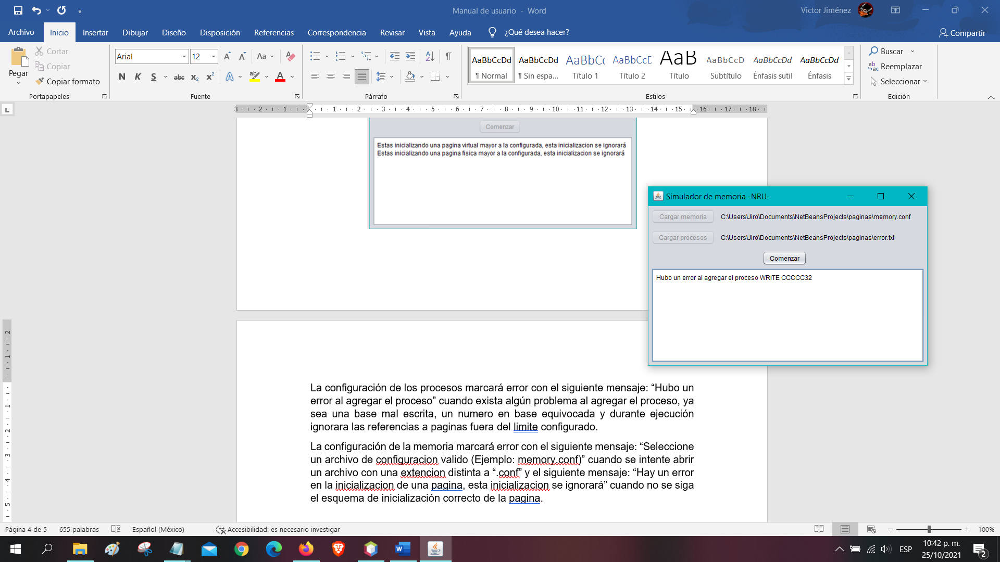 Manual de usuario - Word
Victor Jiménez
Archivo Inicio Insertar Dibujar Diseño Disposición Referencias Correspondencia Revisar Vista Ayuda ¿Qué desea hacer? Compartir
Pegar
Cortar
Copiar
Copiar formato
Portapapeles
Arial 12
Aa
N K S abc x₂ x² A ab A
Fuente
Párrafo
AaBbCcDd AaBbCcDd AaBbCc AaBbCcD AaB AaBbCcD AaBbCcDd AaBbCcDd
¶ Normal ¶ Sin espa... Título 1 Título 2 Título Subtítulo Énfasis sutil Énfasis
Estilos
Buscar
Reemplazar
Seleccionar
Edición
3 2 1 1 2 3 4 5 6 7 8 9 10 11 12 13 14 15 16 17 18
Comenzar
Estas inicializando una pagina virtual mayor a la configurada, esta inicializacion se ignorará
Estas inicializando una pagina fisica mayor a la configurada, esta inicializacion se ignorará
Simulador de memoria -NRU-
Cargar memoria C:\Users\Jiro\Documents\NetBeansProjects\paginas\memory.conf
Cargar procesos C:\Users\Jiro\Documents\NetBeansProjects\paginas\error.txt
Comenzar
Hubo un error al agregar el proceso WRITE CCCCC32
2 1 1 2 3 4 5
La configuración de los procesos marcará error con el siguiente mensaje: “Hubo un
error al agregar el proceso” cuando exista algún problema al agregar el proceso, ya
sea una base mal escrita, un numero en base equivocada y durante ejecución
ignorara las referencias a paginas fuera del limite configurado.
La configuración de la memoria marcará error con el siguiente mensaje: “Seleccione
un archivo de configuracion valido (Ejemplo: memory.conf)” cuando se intente abrir
un archivo con una extencion distinta a “.conf” y el siguiente mensaje: “Hay un error
en la inicializacion de una pagina, esta inicializacion se ignorará” cuando no se siga
el esquema de inicialización correcto de la pagina.
Página 4 de 5 655 palabras Español (México) Accesibilidad: es necesario investigar 100%
ESP
10:42 p. m.
25/10/2021
2